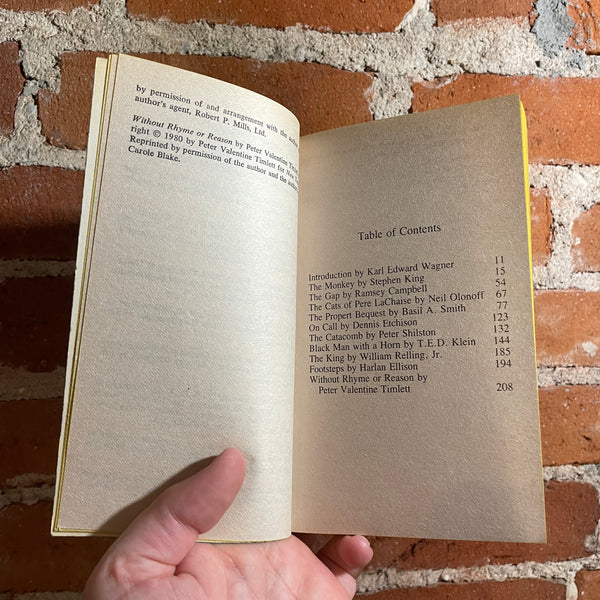 by permission of and arrangement with the author
author's agent, Robert P. Mills, Ltd.
Without Rhyme or Reason by Peter Valentine
right © 1980 by Peter Valentine Timlett for New
Reprinted by permission of the author and the
Carole Blake.
Table of Contents
Introduction by Karl Edward Wagner 11
The Monkey by Stephen King 15
The Gap by Ramsey Campbell 54
The Cats of Pere LaChaise by Neil Olonoff 67
The Propert Bequest by Basil A. Smith 77
On Call by Dennis Etchison 123
The Catacomb by Peter Shilston 132
Black Man with a Horn by T.E.D. Klein 144
The King by William Relling, Jr. 185
Footsteps by Harlan Ellison 194
Without Rhyme or Reason by
Peter Valentine Timlett 208